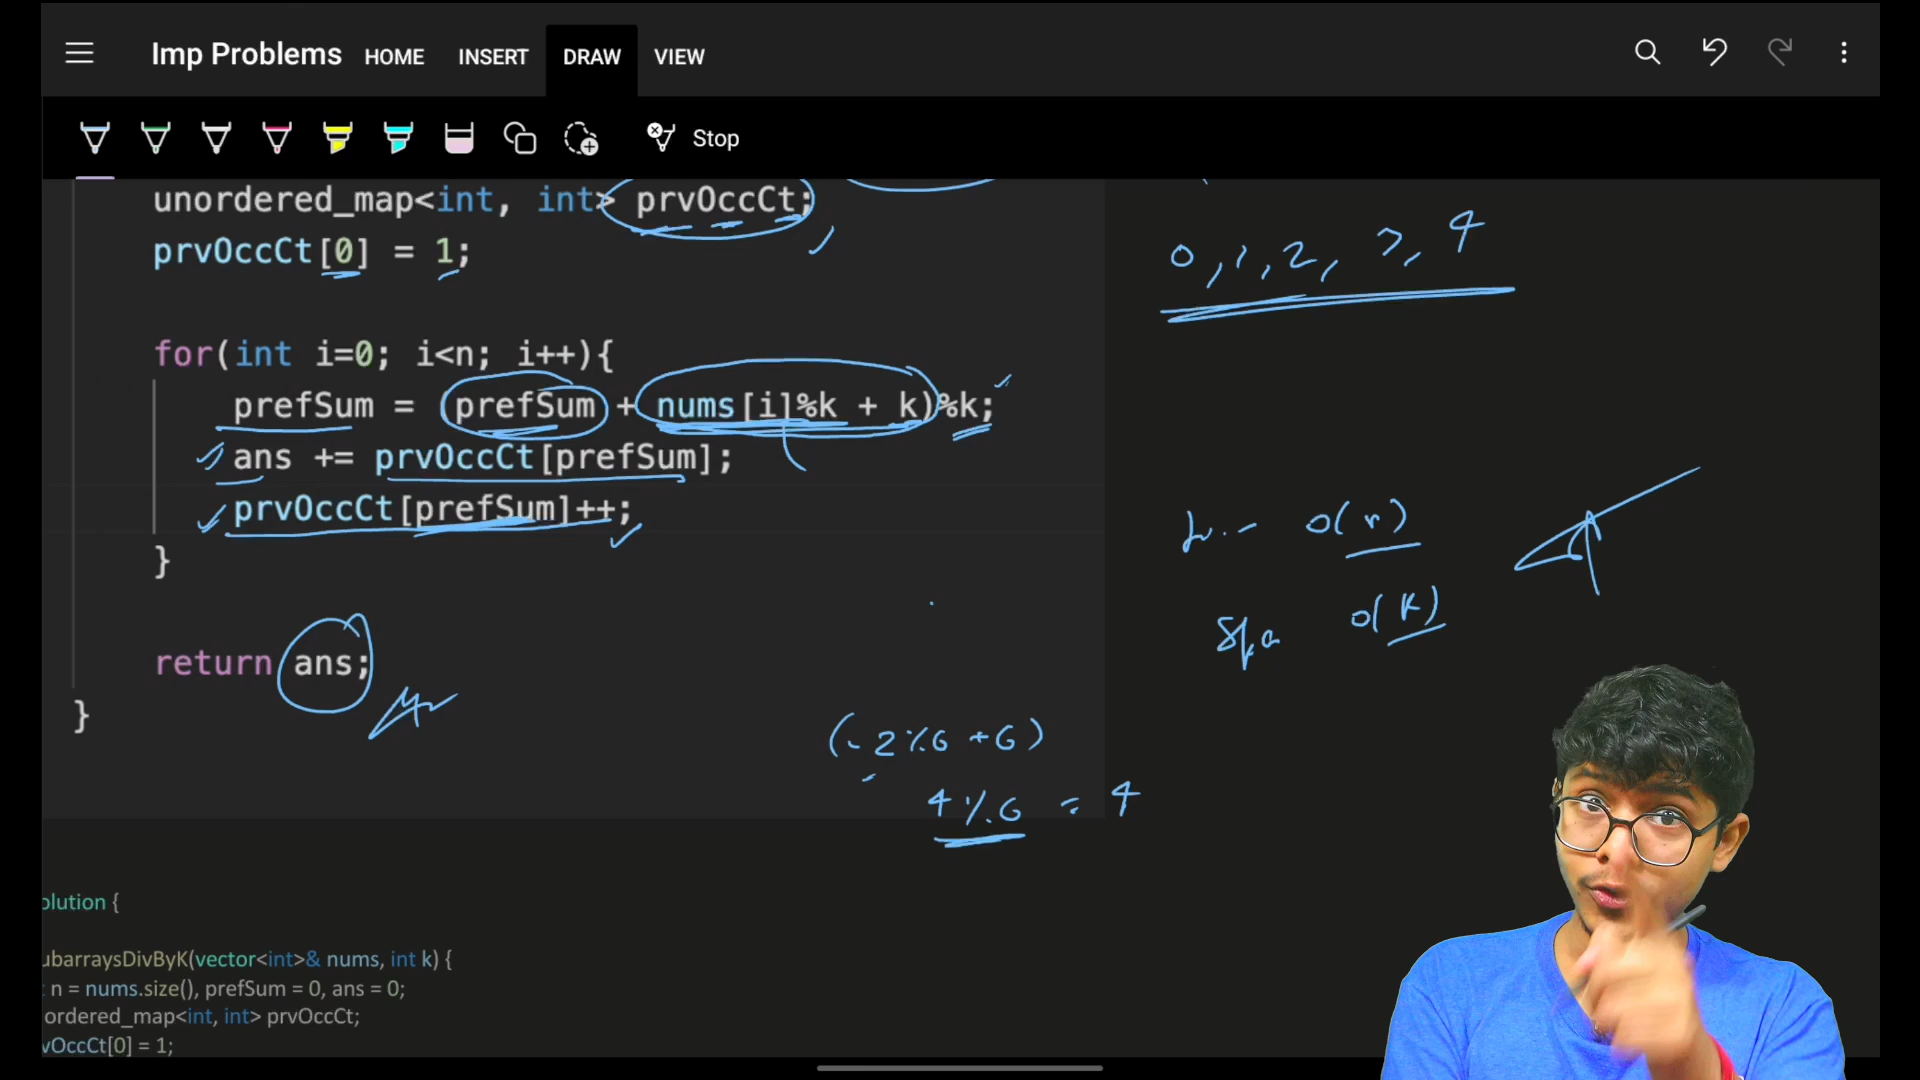 Imp Problems HOME INSERT DRAW VIEW
Stop
unordered_map<int, int> prvOccCt;
prvOccCt[0] = 1;
0, 1, 2, 3, 4
for(int i=0; i<n; i++){
prefSum = (prefSum + nums[i]%k + k)%k;
ans += prvOccCt[prefSum];
prvOccCt[prefSum]++;
O(n)
}
O(K)
return ans;
}
(-2%6 +6)
4%6 = 4
olution {
ubarraysDivByK(vector<int>& nums, int k) {
n = nums.size(), prefSum = 0, ans = 0;
ordered_map<int, int> prvOccCt;
vOccCt[0] = 1;